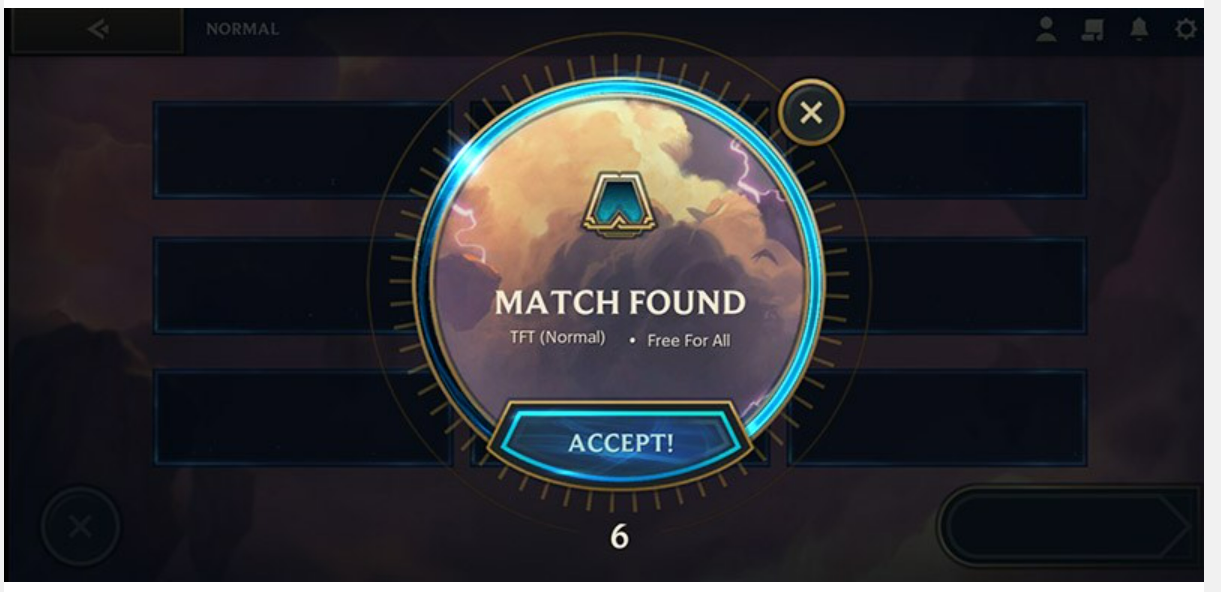 NORMAL
MATCH FOUND
TFT (Normal) • Free For All
ACCEPT!
6